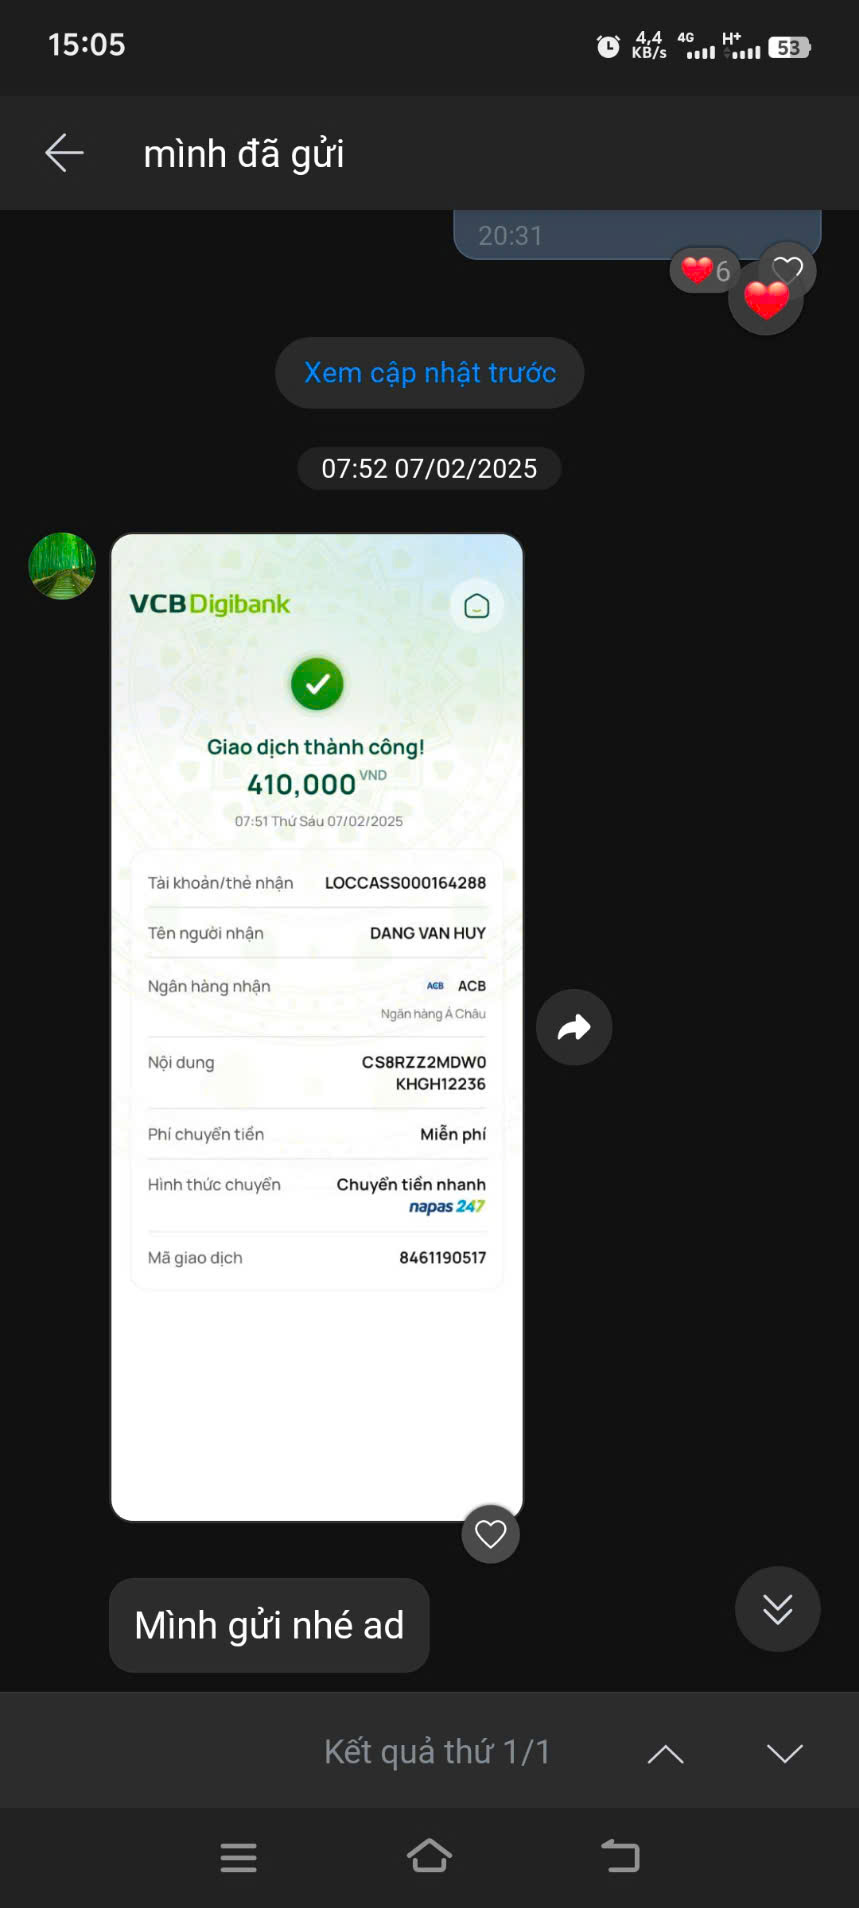 15:05
4,4 KB/s 4G H+ 53
mình đã gửi
20:31
6
Xem cập nhật trước
07:52 07/02/2025
VCB Digibank
Giao dịch thành công!
410,000 VND
07:51 Thứ Sáu 07/02/2025
Tài khoản/thẻ nhận LOCCASS000164288
Tên người nhận DANG VAN HUY
Ngân hàng nhận ACB ACB
Ngân hàng Á Châu
Nội dung CS8RZZ2MDW0
KHGH12236
Phí chuyển tiền Miễn phí
Hình thức chuyển Chuyển tiền nhanh
napas 247
Mã giao dịch 8461190517
Mình gửi nhé ad
Kết quả thứ 1/1